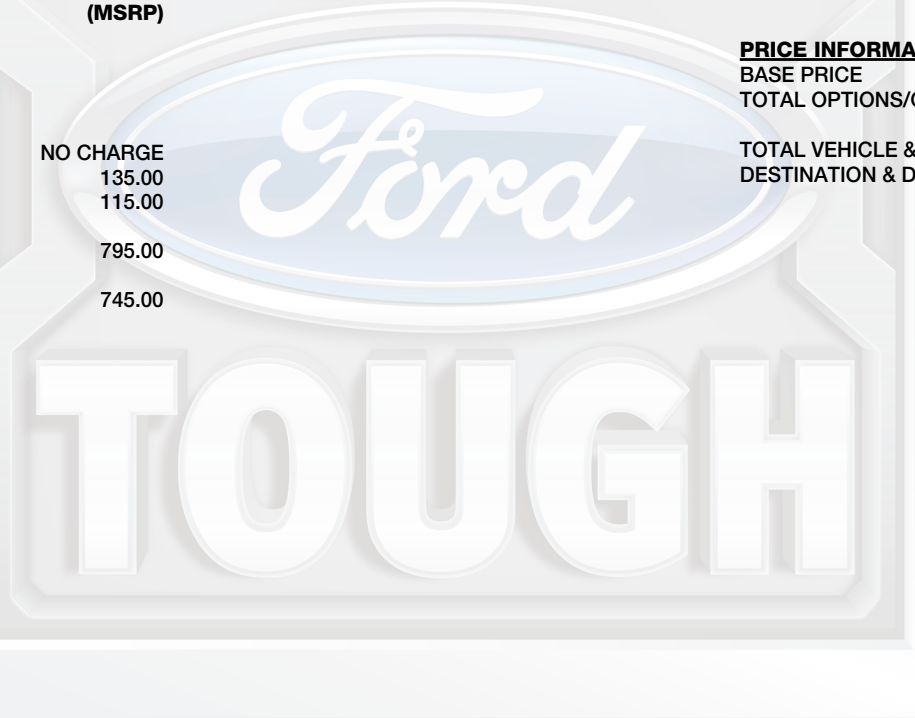 (MSRP)
NO CHARGE
135.00
115.00
795.00
745.00
PRICE INFORMA
BASE PRICE
TOTAL OPTIONS/
TOTAL VEHICLE &
DESTINATION & D
Ford
TOUGH